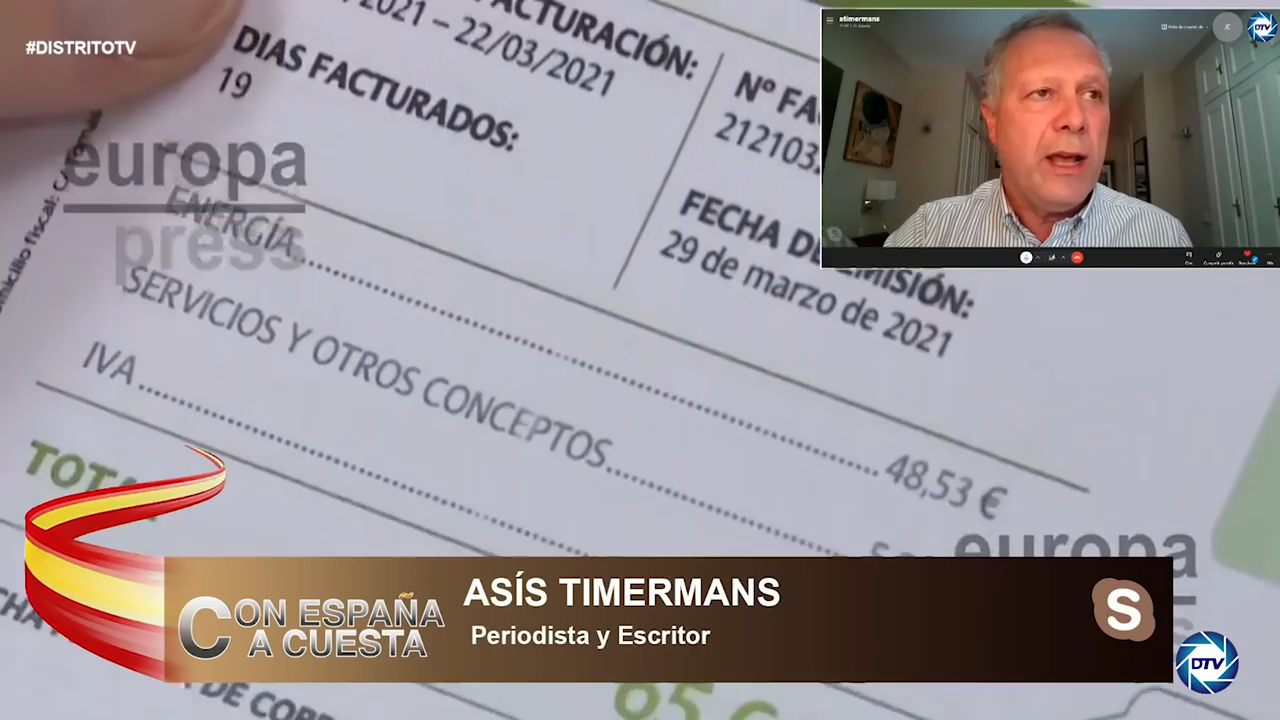 #DISTRITOTV
FACTURACIÓN:
2021 – 22/03/2021
DIAS FACTURADOS:
19
Nº FA
212103
FECHA DE EMISIÓN:
29 de marzo de 2021
europa
press
ENERGÍA
48,53 €
SERVICIOS Y OTROS CONCEPTOS
IVA
TOTA
europa
atimermans
DTV
CON ESPAÑA
A CUESTA
ASÍS TIMERMANS
Periodista y Escritor
S
DTV